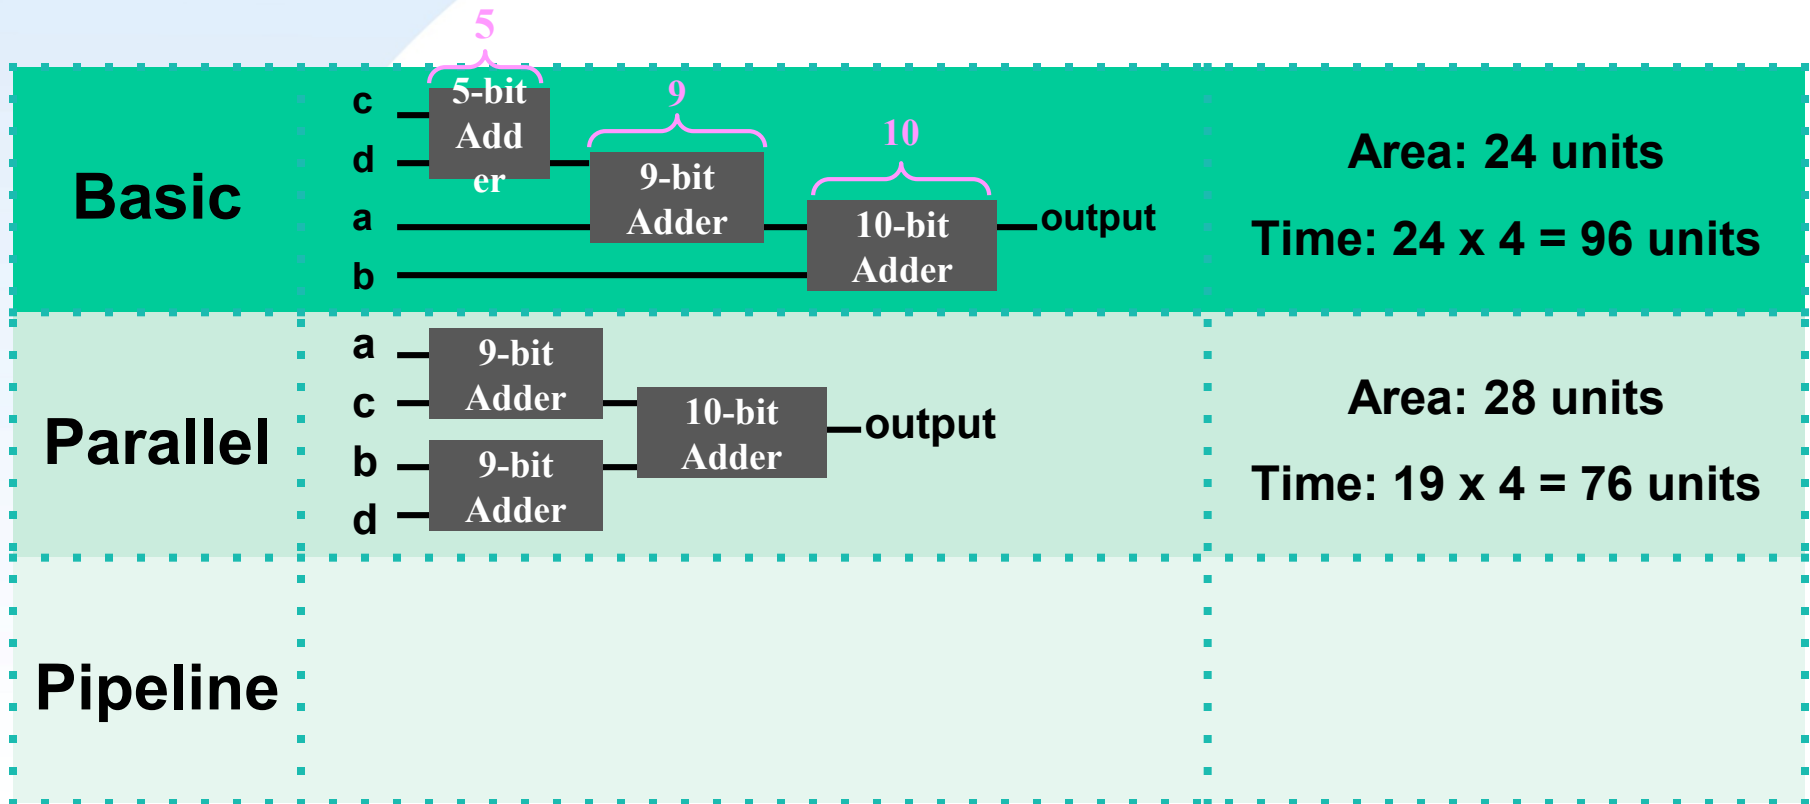 Basic
5
c
d
a
b
5-bit
Add
er
9
9-bit
Adder
10
10-bit
Adder
output
Area: 24 units
Time: 24 x 4 = 96 units
Parallel
a
c
b
d
9-bit
Adder
9-bit
Adder
10-bit
Adder
output
Area: 28 units
Time: 19 x 4 = 76 units
Pipeline